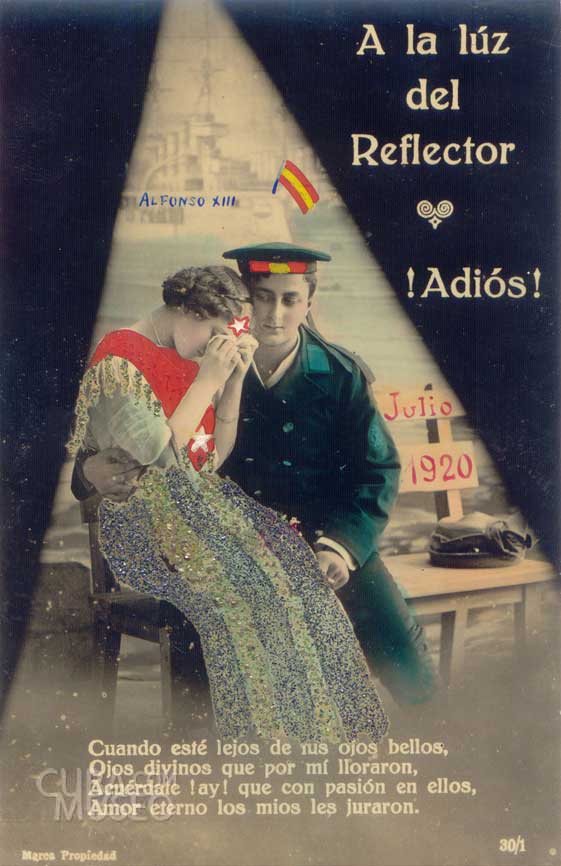 A la lúz
del
Reflector
!Adiós!
ALFONSO XIII
Julio
1920
Cuando esté lejos de tus ojos bellos,
Ojos divinos que por mí lloraron,
Acuérdate !ay! que con pasión en ellos,
Amor eterno los mios les juraron.
CUBA
MUSEO
Marca Propiedad
30/1